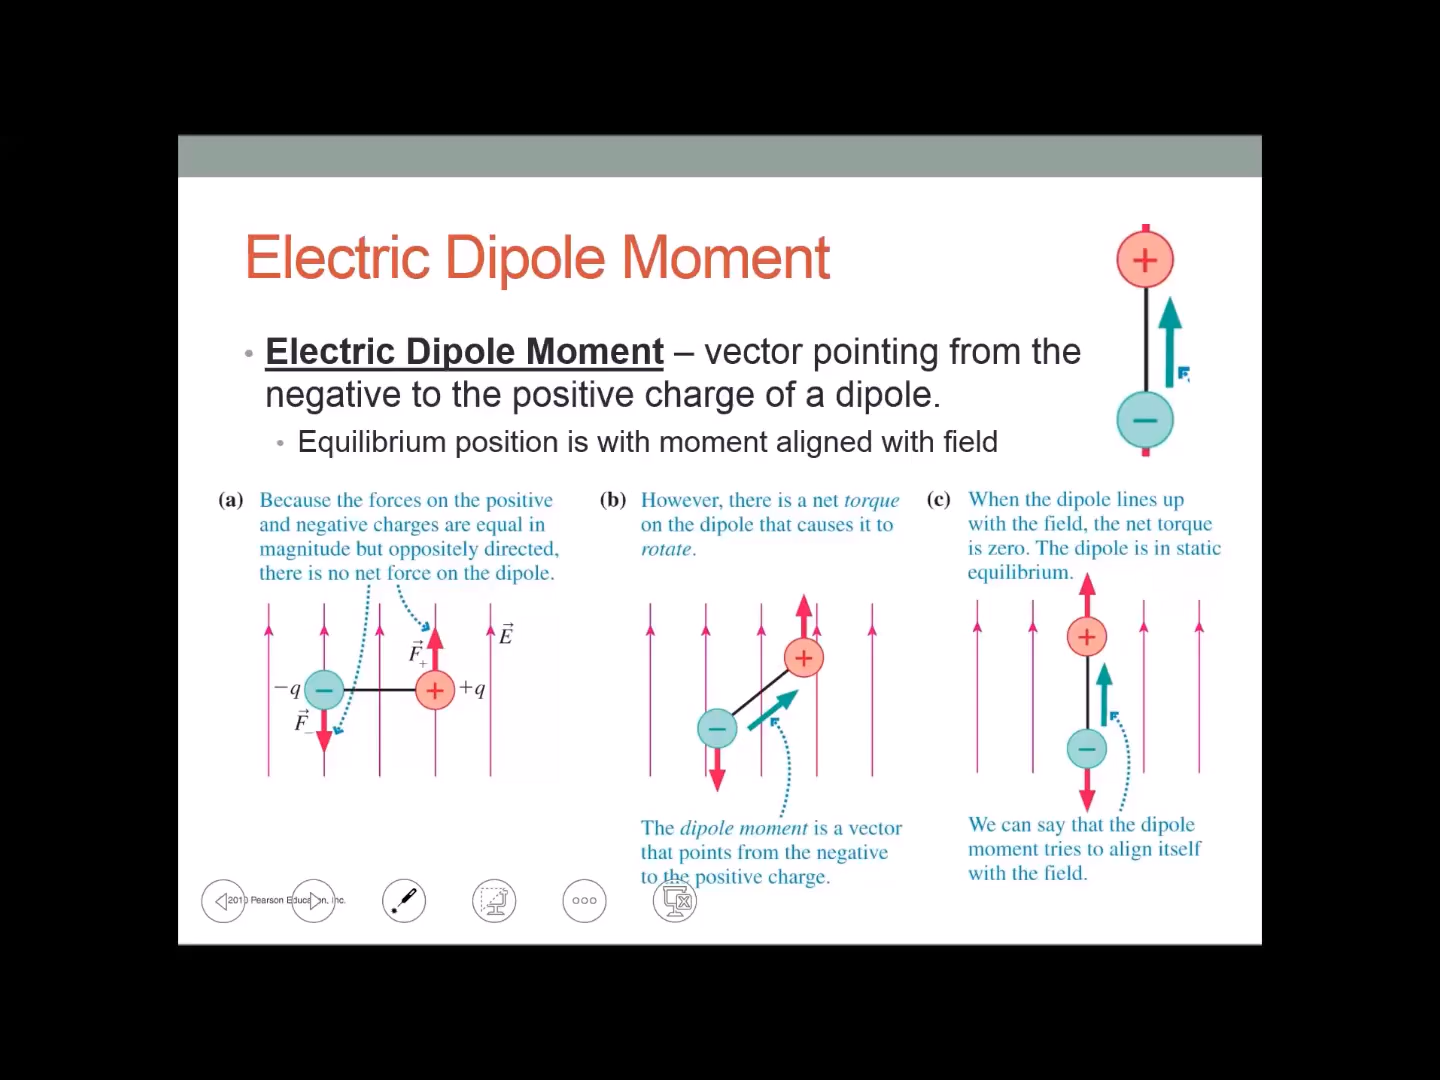 Electric Dipole Moment
• Electric Dipole Moment – vector pointing from the
negative to the positive charge of a dipole.
• Equilibrium position is with moment aligned with field
+
−
(a) Because the forces on the positive
and negative charges are equal in
magnitude but oppositely directed,
there is no net force on the dipole.
F⃗₊
E⃗
−q
−
+
+q
F⃗₋
(b) However, there is a net torque
on the dipole that causes it to
rotate.
+
−
The dipole moment is a vector
that points from the negative
to the positive charge.
(c) When the dipole lines up
with the field, the net torque
is zero. The dipole is in static
equilibrium.
+
−
We can say that the dipole
moment tries to align itself
with the field.
Pearson